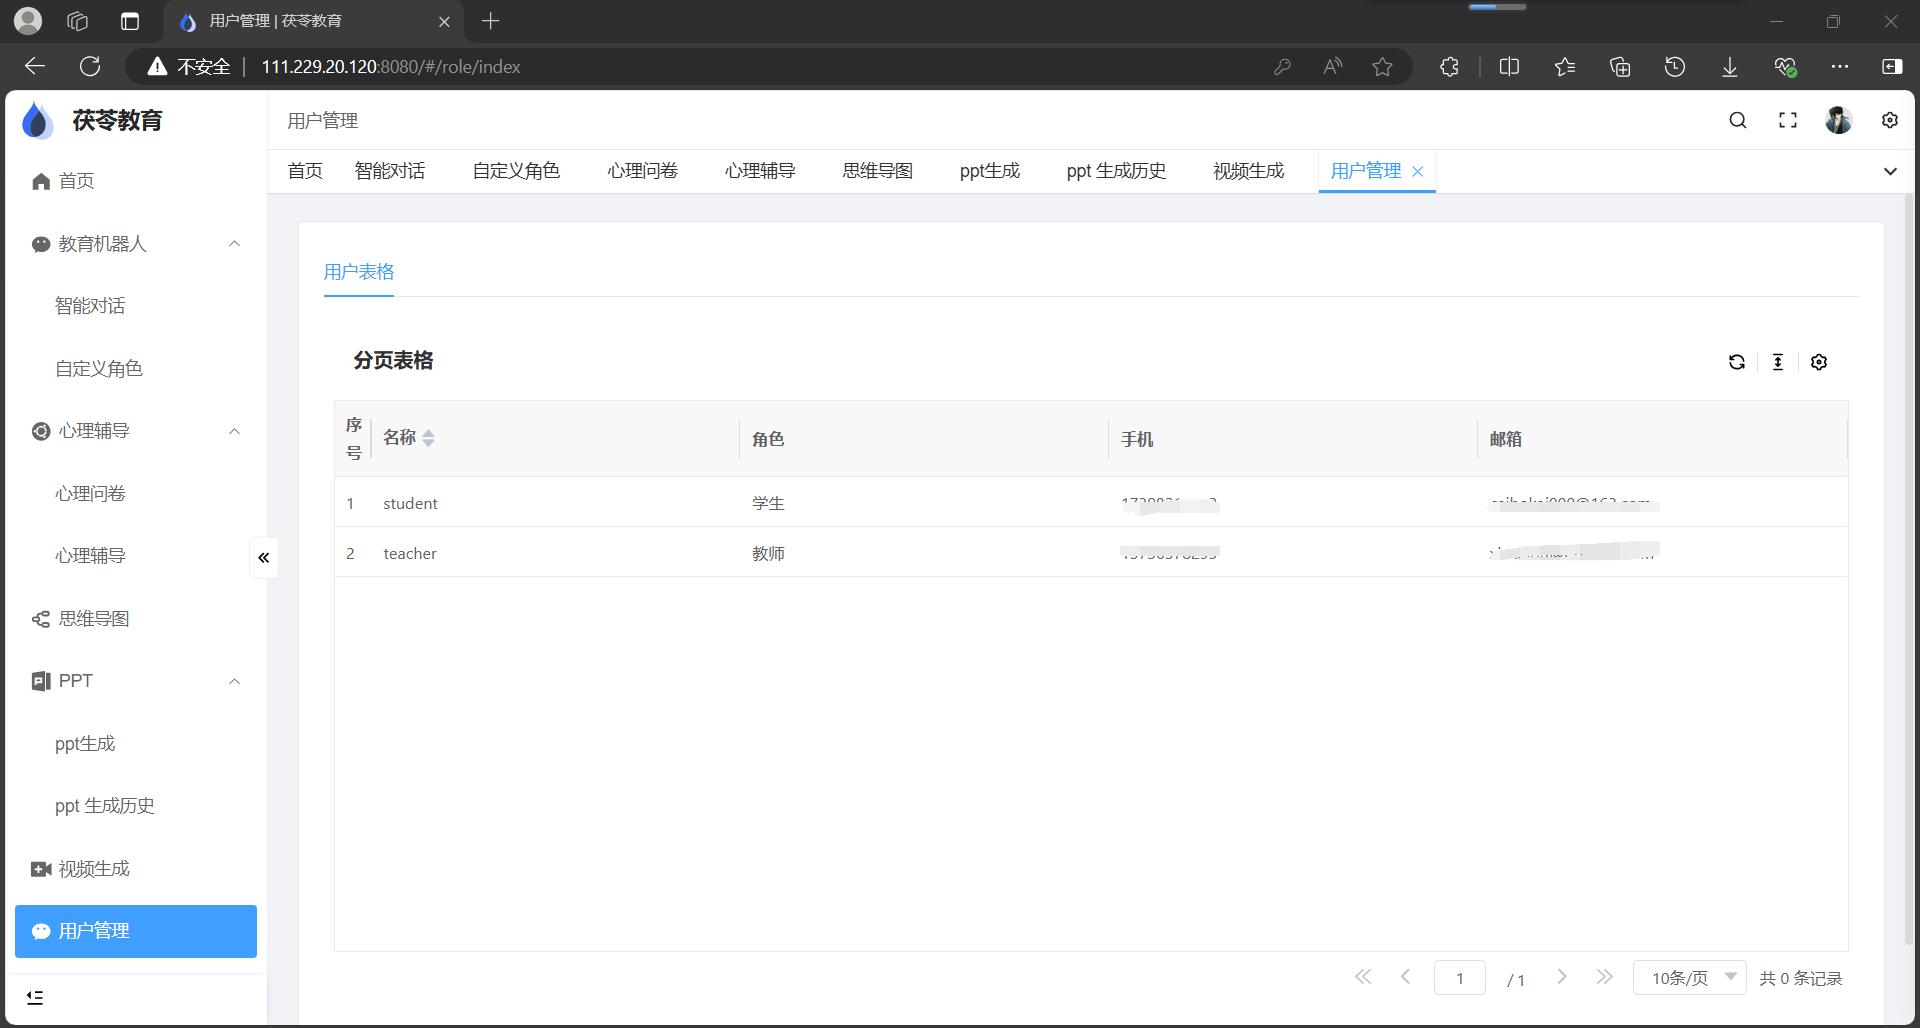 用户管理 | 茯苓教育
不安全 111.229.20.120:8080/#/role/index
茯苓教育
用户管理
首页 智能对话 自定义角色 心理问卷 心理辅导 思维导图 ppt生成 ppt 生成历史 视频生成 用户管理
首页
教育机器人
智能对话
自定义角色
心理辅导
心理问卷
心理辅导
思维导图
PPT
ppt生成
ppt 生成历史
视频生成
用户管理
用户表格
分页表格
序号 名称 角色 手机 邮箱
1 student 学生
2 teacher 教师
1 / 1 10条/页 共 0 条记录